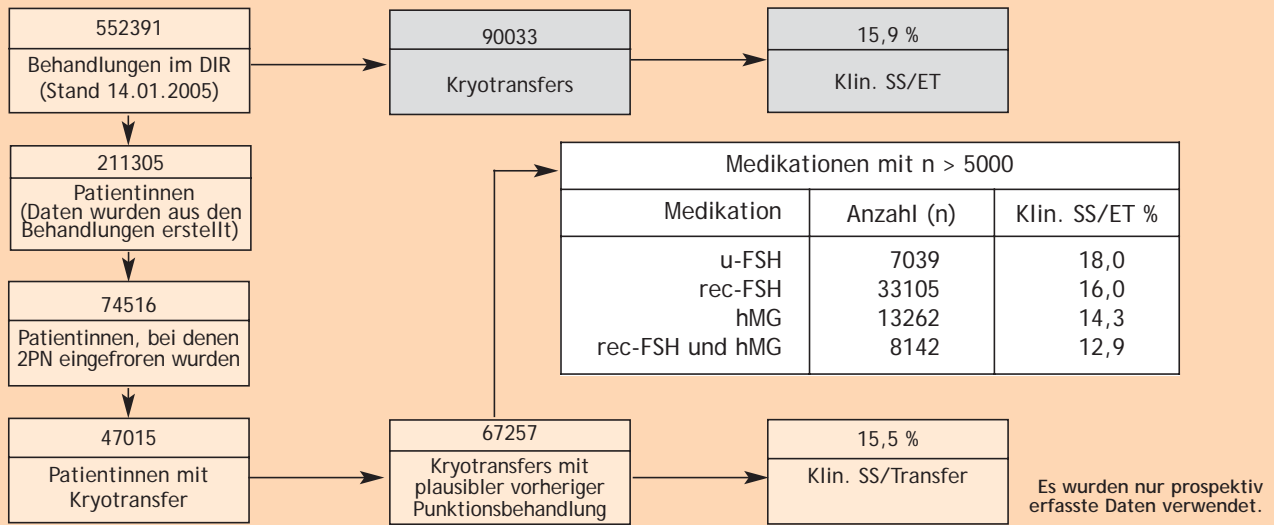 552391
Behandlungen im DIR
(Stand 14.01.2005)
90033
Kryotransfers
15,9 %
Klin. SS/ET
211305
Patientinnen
(Daten wurden aus den
Behandlungen erstellt)
Medikationen mit n > 5000
Medikation Anzahl (n) Klin. SS/ET %
u-FSH 7039 18,0
rec-FSH 33105 16,0
hMG 13262 14,3
rec-FSH und hMG 8142 12,9
74516
Patientinnen, bei denen
2PN eingefroren wurden
47015
Patientinnen mit
Kryotransfer
67257
Kryotransfers mit
plausibler vorheriger
Punktionsbehandlung
15,5 %
Klin. SS/Transfer
Es wurden nur prospektiv
erfasste Daten verwendet.